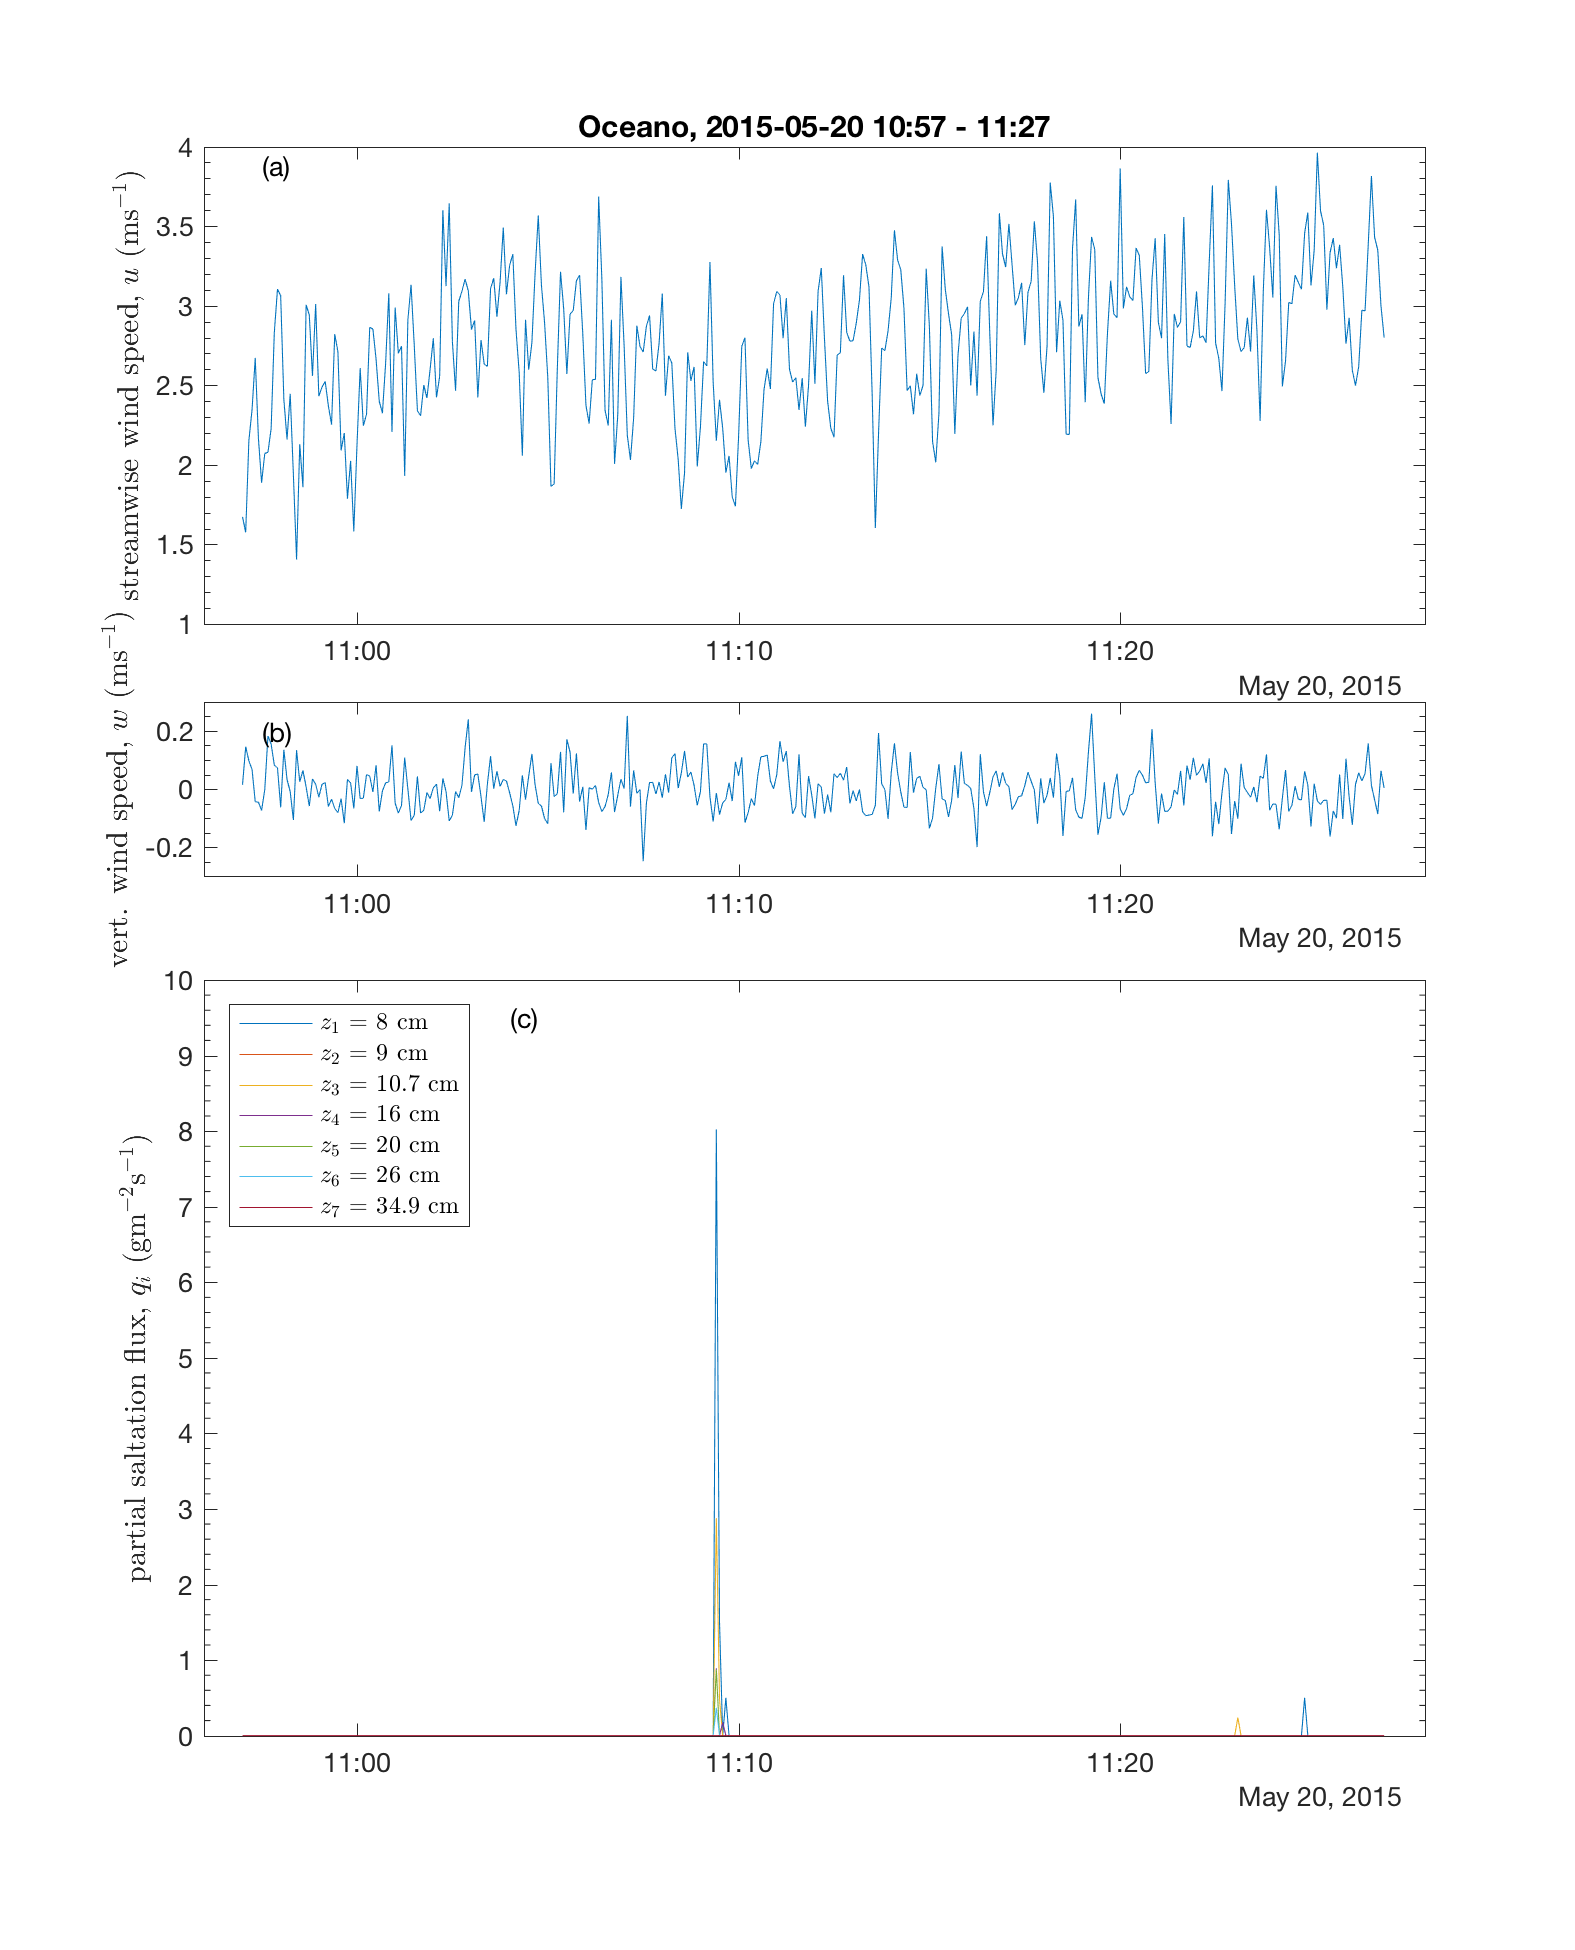 Oceano, 2015-05-20 10:57 - 11:27
(a)
streamwise wind speed, u (ms⁻¹)
4
3.5
3
2.5
2
1.5
1
11:00 11:10 11:20
May 20, 2015
(b)
vert. wind speed, w (ms⁻¹)
0.2
0
-0.2
11:00 11:10 11:20
May 20, 2015
(c)
partial saltation flux, qᵢ (gm⁻²s⁻¹)
10
9
8
7
6
5
4
3
2
1
0
z₁ = 8 cm
z₂ = 9 cm
z₃ = 10.7 cm
z₄ = 16 cm
z₅ = 20 cm
z₆ = 26 cm
z₇ = 34.9 cm
11:00 11:10 11:20
May 20, 2015